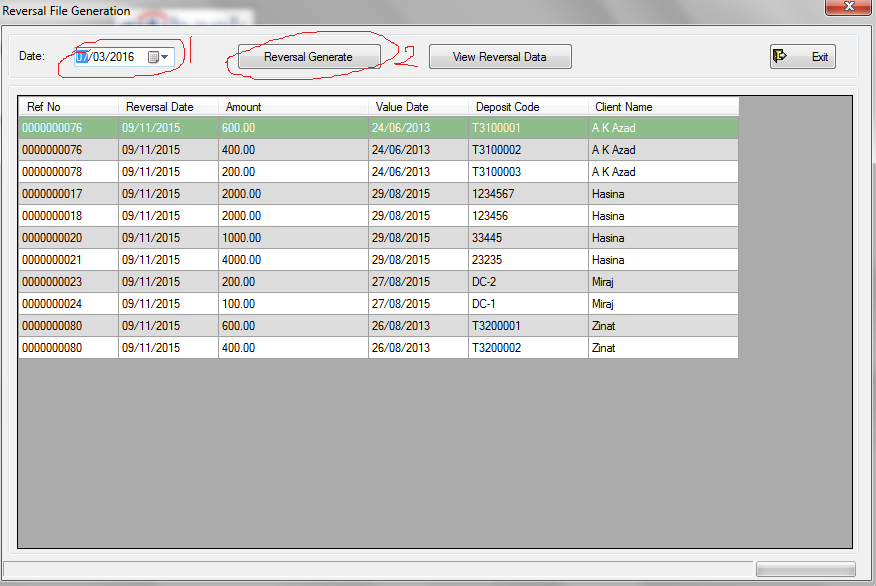 Reversal File Generation
Date: 07/03/2016 1 Reversal Generate 2 View Reversal Data Exit
Ref No Reversal Date Amount Value Date Deposit Code Client Name
0000000076 09/11/2015 600.00 24/06/2013 T3100001 A K Azad
0000000076 09/11/2015 400.00 24/06/2013 T3100002 A K Azad
0000000078 09/11/2015 200.00 24/06/2013 T3100003 A K Azad
0000000017 09/11/2015 2000.00 29/08/2015 1234567 Hasina
0000000018 09/11/2015 2000.00 29/08/2015 123456 Hasina
0000000020 09/11/2015 1000.00 29/08/2015 33445 Hasina
0000000021 09/11/2015 4000.00 29/08/2015 23235 Hasina
0000000023 09/11/2015 200.00 27/08/2015 DC-2 Miraj
0000000024 09/11/2015 100.00 27/08/2015 DC-1 Miraj
0000000080 09/11/2015 600.00 26/08/2013 T3200001 Zinat
0000000080 09/11/2015 400.00 26/08/2013 T3200002 Zinat